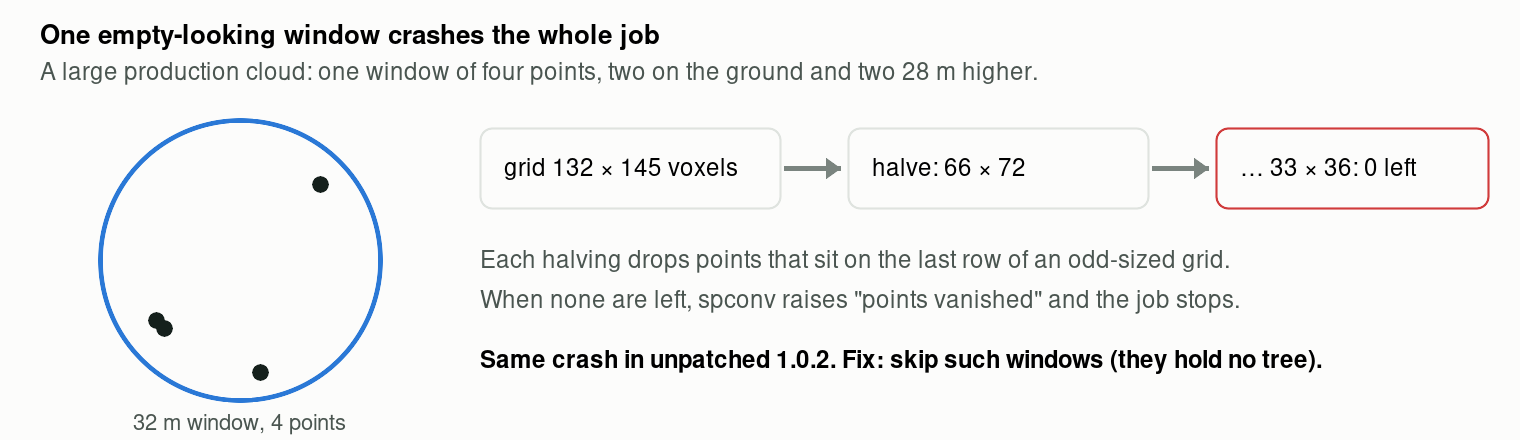 One empty-looking window crashes the whole job
A large production cloud: one window of four points, two on the ground and two 28 m higher.
grid 132 × 145 voxels
halve: 66 × 72
... 33 × 36: 0 left
Each halving drops points that sit on the last row of an odd-sized grid.
When none are left, spconv raises "points vanished" and the job stops.
Same crash in unpatched 1.0.2. Fix: skip such windows (they hold no tree).
32 m window, 4 points